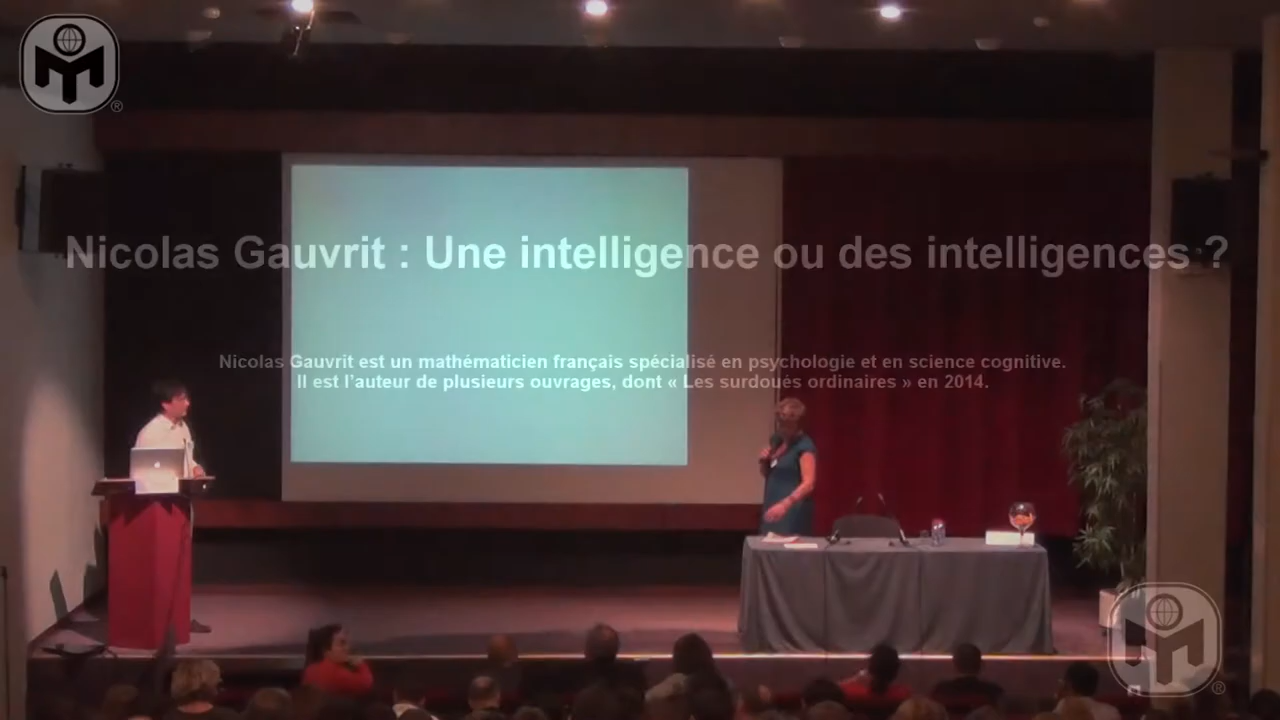 Nicolas Gauvrit : Une intelligence ou des intelligences ?
Nicolas Gauvrit est un mathématicien français spécialisé en psychologie et en science cognitive.
Il est l'auteur de plusieurs ouvrages, dont « Les surdoués ordinaires » en 2014.